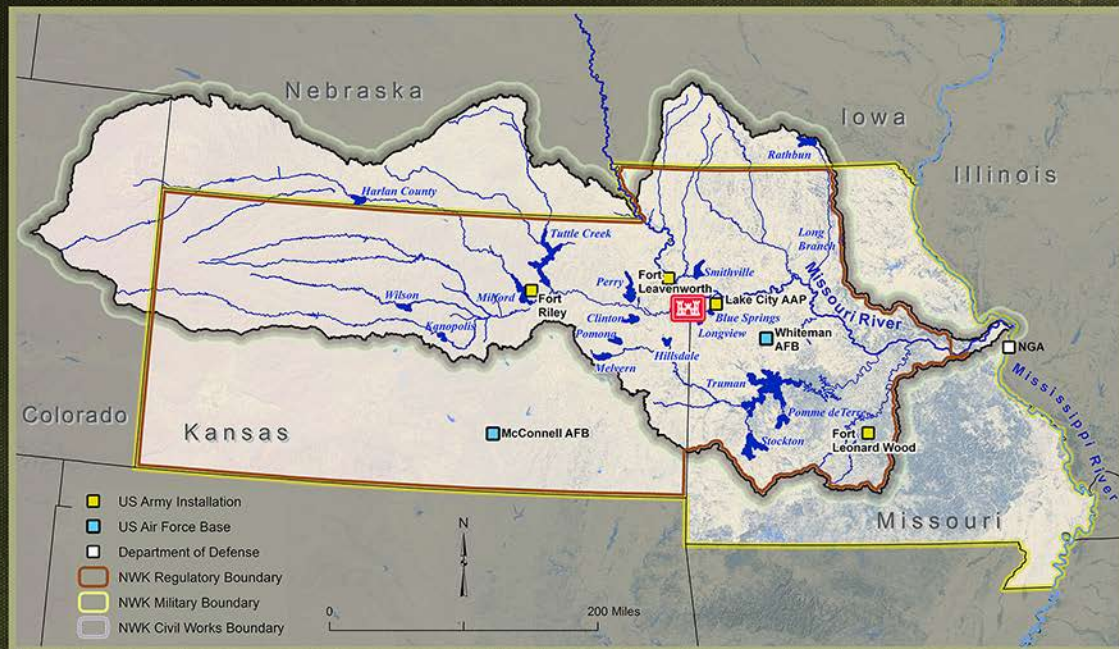 Nebraska
Iowa
Rathbun
Illinois
Harlan County
Tuttle Creek
Long
Branch
Missouri River
Smithville
Fort
Leavenworth
Perry
Milford
Fort
Riley
Lake City AAP
Wilson
Clinton
Blue Springs
Longview
Kanopolis
Pomona
Hillsdale
Whiteman
AFB
NGA
Melvern
Mississippi River
Truman
Colorado
Kansas
McConnell AFB
Pomme deTerre
Stockton
Fort
Leonard Wood
Missouri
US Army Installation
US Air Force Base
Department of Defense
NWK Regulatory Boundary
NWK Military Boundary
NWK Civil Works Boundary
N
0 200 Miles